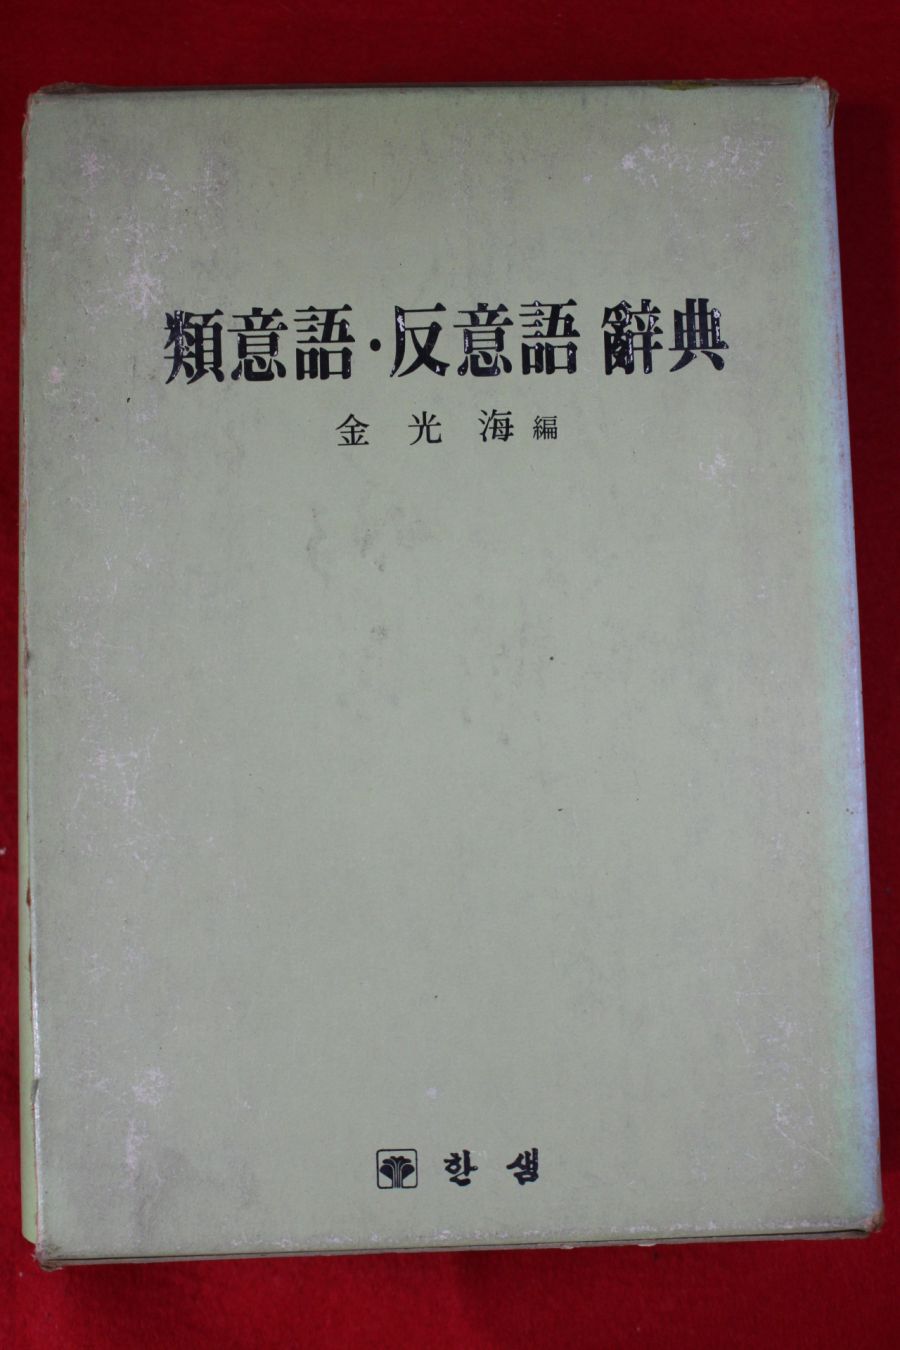 類意語·反意語 辭典
金光海 編
한샘